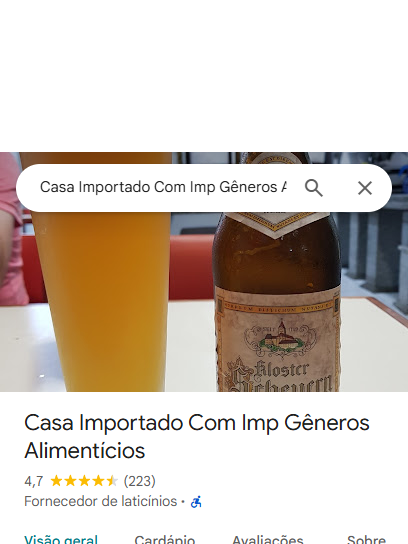 Casa Importado Com Imp Gêneros A
Kloster
Scheyern
Casa Importado Com Imp Gêneros
Alimentícios
4,7 (223)
Fornecedor de laticínios ·
Visão geral Cardápio Avaliações Sobre